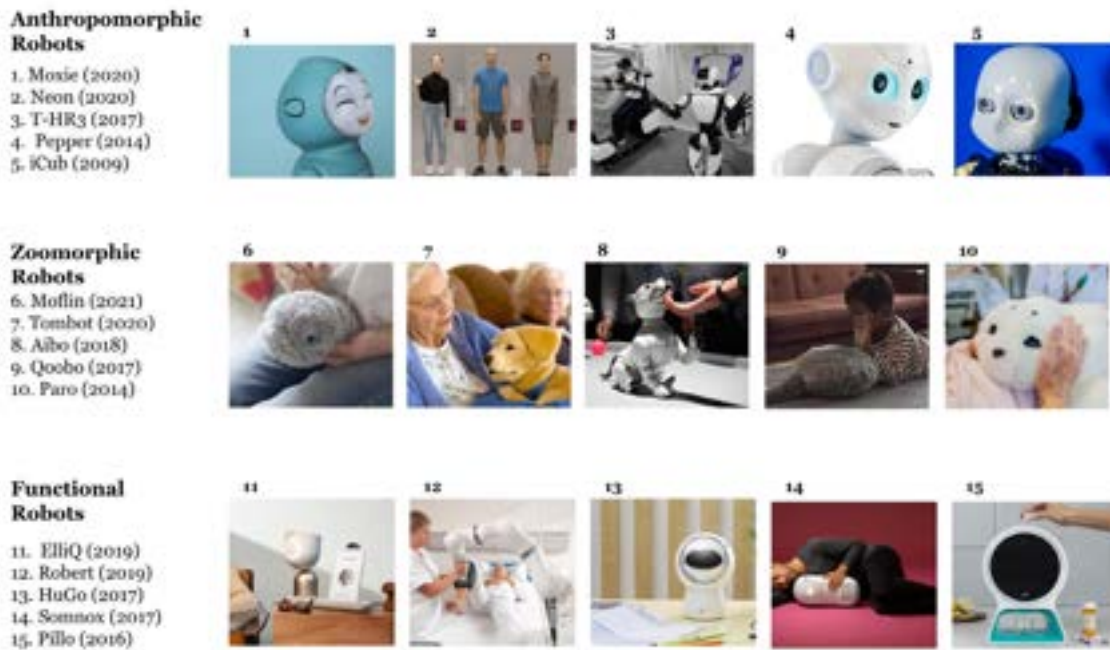 Anthropomorphic
Robots
1. Moxie (2020)
2. Neon (2020)
3. T-HR3 (2017)
4. Pepper (2014)
5. iCub (2009)
1
2
3
4
5
Zoomorphic
Robots
6. Moflin (2021)
7. Tombot (2020)
8. Aibo (2018)
9. Qoobo (2017)
10. Paro (2014)
6
7
8
9
10
Functional
Robots
11. ElliQ (2019)
12. Robert (2019)
13. HuGo (2017)
14. Somnox (2017)
15. Pillo (2016)
11
12
13
14
15